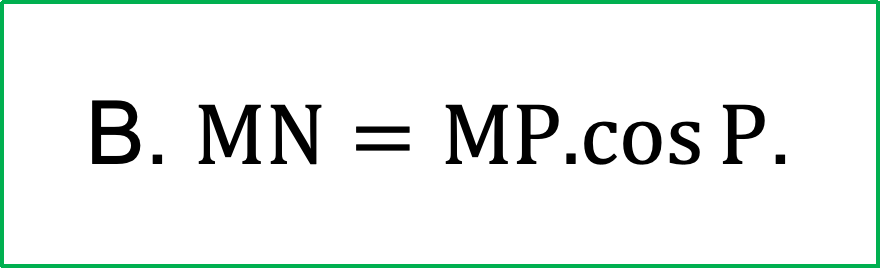 B. MN = MP.cos P.